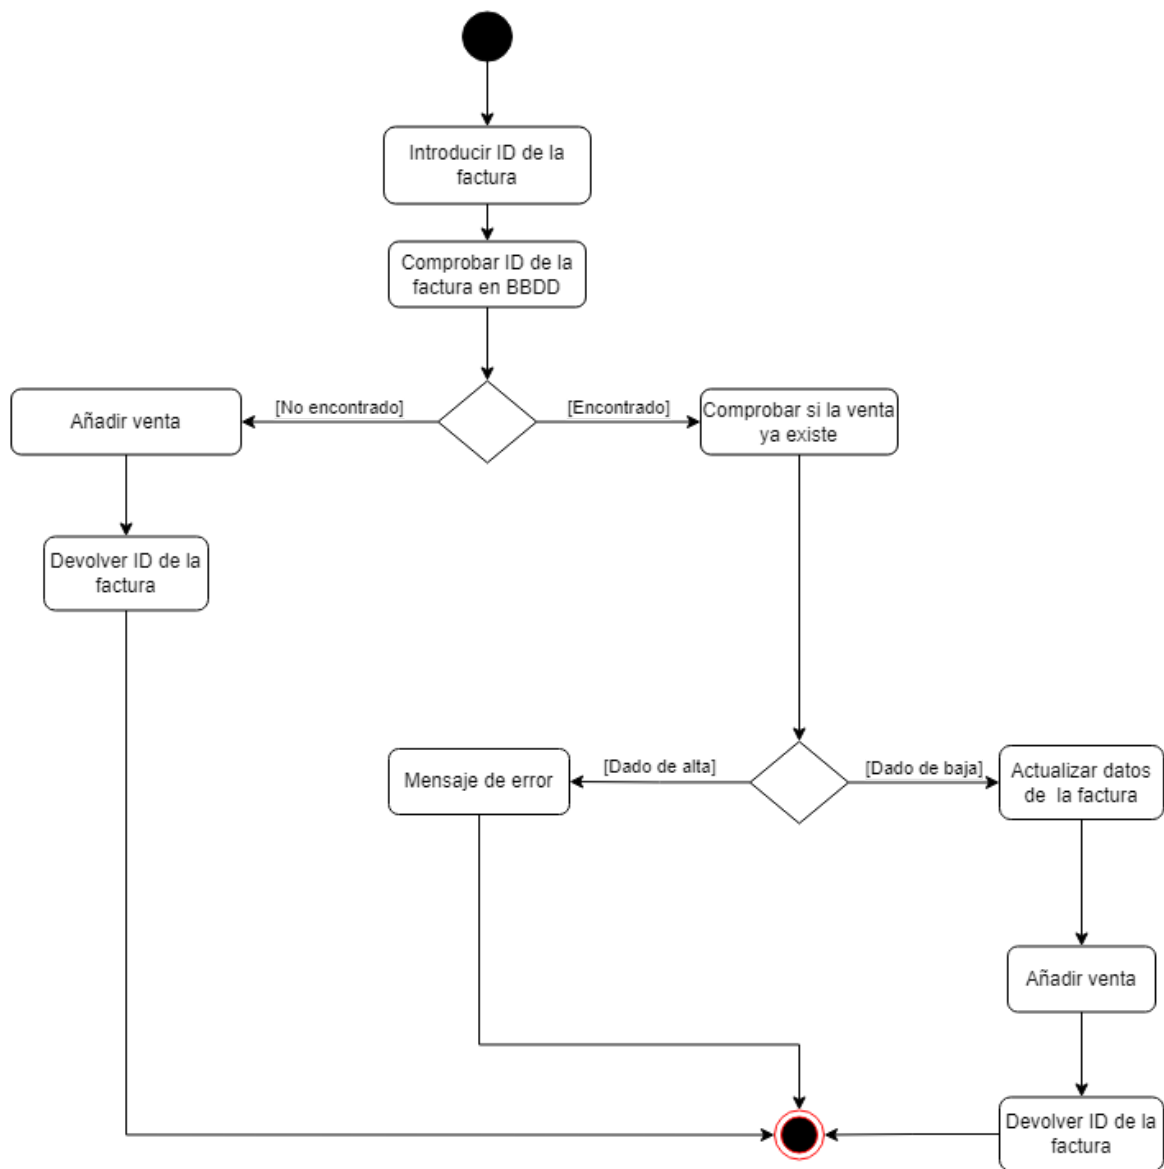 Introducir ID de la
factura
Comprobar ID de la
factura en BBDD
Añadir venta
[No encontrado]
[Encontrado]
Comprobar si la venta
ya existe
Devolver ID de la
factura
Mensaje de error
[Dado de alta]
[Dado de baja]
Actualizar datos
de la factura
Añadir venta
Devolver ID de la
factura